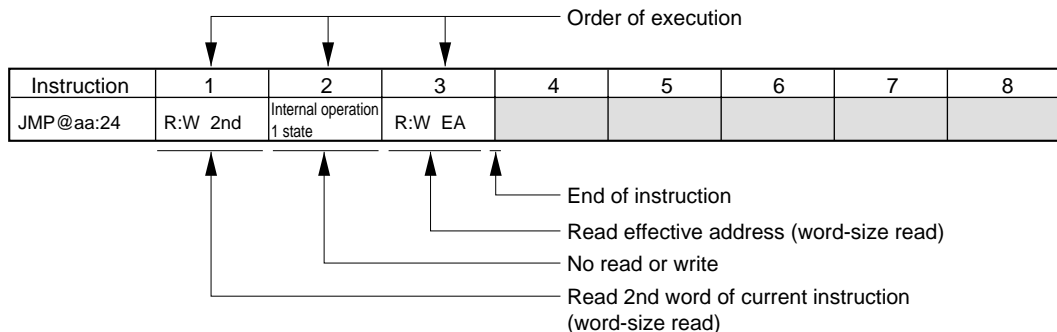 Order of execution
Instruction 1 2 3 4 5 6 7 8
JMP@aa:24 R:W 2nd Internal operation 1 state R:W EA
End of instruction
Read effective address (word-size read)
No read or write
Read 2nd word of current instruction
(word-size read)